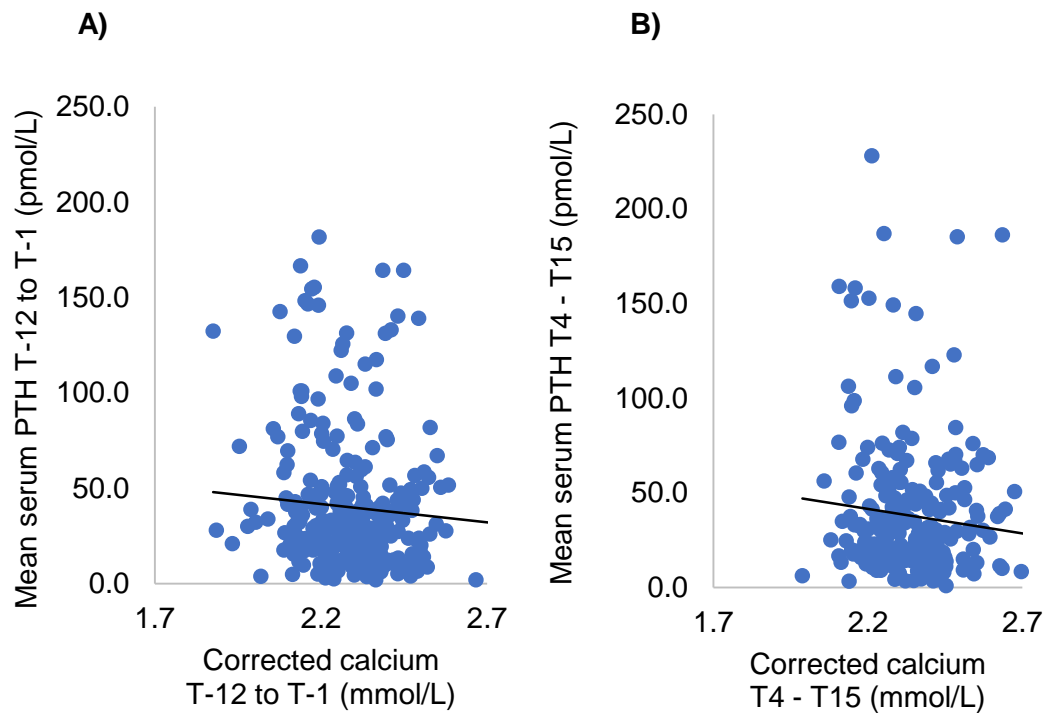 A)
Mean serum PTH T-12 to T-1 (pmol/L)
250.0
200.0
150.0
100.0
50.0
0.0
1.7
2.2
2.7
Corrected calcium
T-12 to T-1 (mmol/L)
B)
Mean serum PTH T4 - T15 (pmol/L)
250.0
200.0
150.0
100.0
50.0
0.0
1.7
2.2
2.7
Corrected calcium
T4 - T15 (mmol/L)